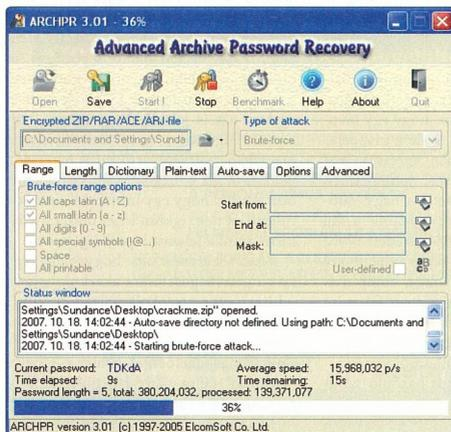 ARCHPR 3.01 - 36%
Advanced Archive Password Recovery
Open Save Start! Stop Benchmark Help About Quit
Encrypted ZIP/RAR/ACE/ARJ-file
Type of attack
C:\Documents and Settings\Sunda
Brute-force
Range Length Dictionary Plain-text Auto-save Options Advanced
Brute-force range options
All caps latin (A - Z)
All small latin (a - z)
All digits (0 - 9)
All special symbols (!@...)
Space
All printable
Start from:
End at:
Mask:
User-defined
Status window
Settings\Sundance\Desktop\crackme.zip" opened.
2007. 10. 18. 14:02:44 - Auto-save directory not defined. Using path: C:\Documents and
Settings\Sundance\Desktop\
2007. 10. 18. 14:02:44 - Starting brute-force attack...
Current password: TDKdA
Average speed: 15,968,032 p/s
Time elapsed: 9s
Time remaining: 15s
Password length = 5, total: 380,204,032, processed: 139,371,077
36%
ARCHPR version 3.01 (c) 1997-2005 ElcomSoft Co. Ltd.